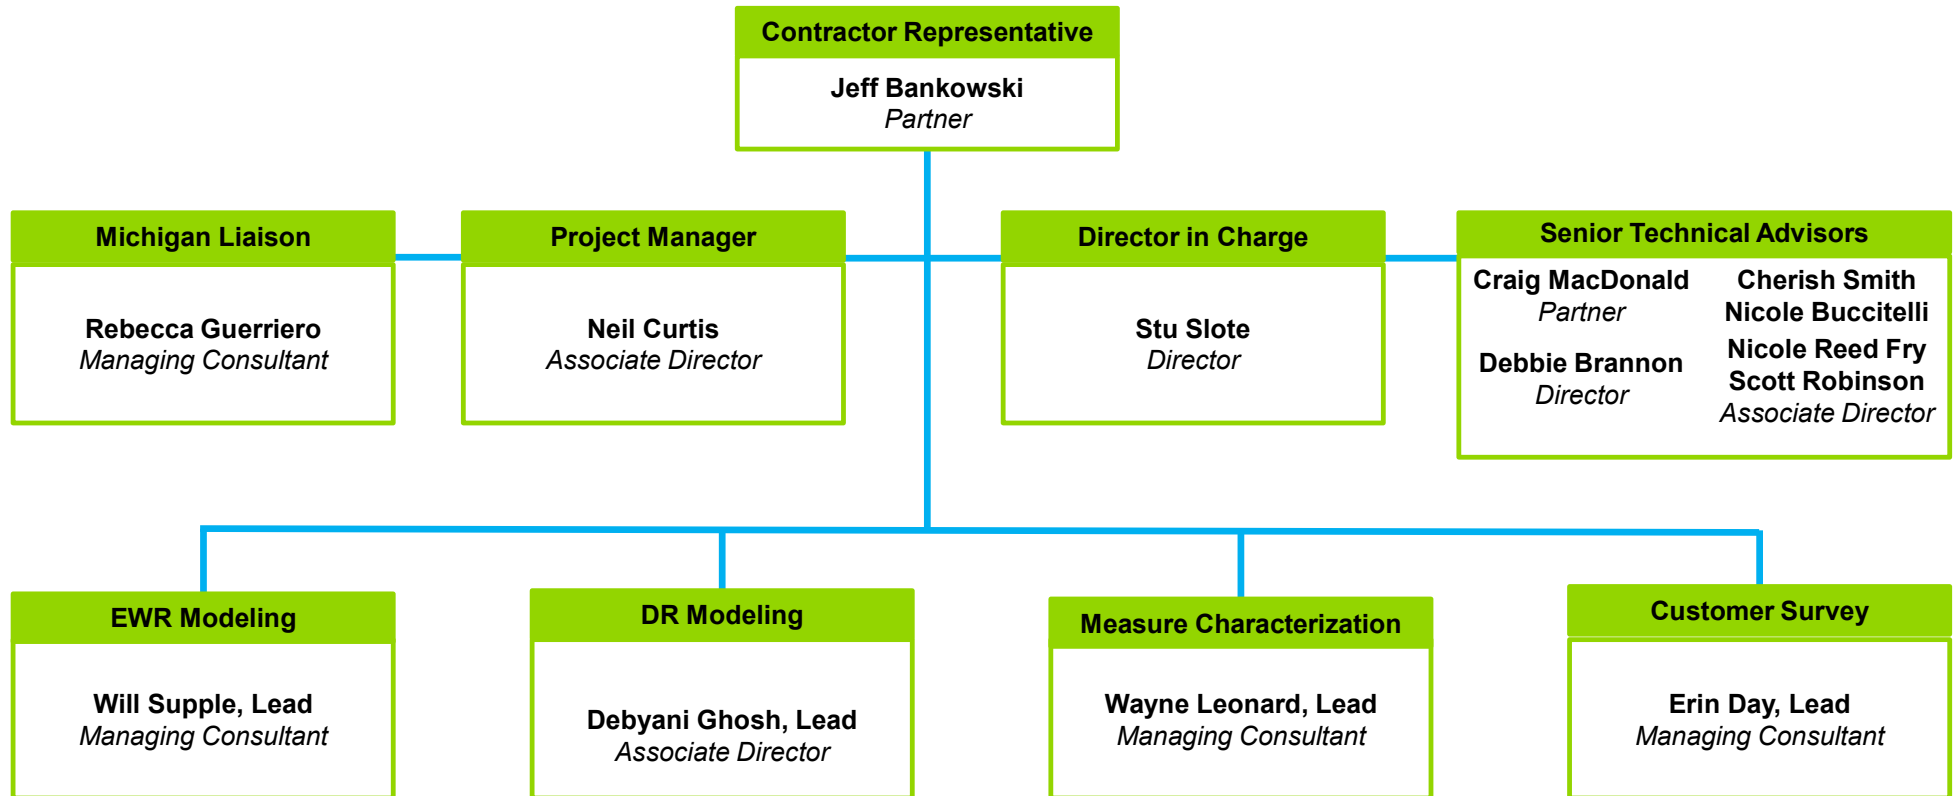 Contractor Representative
Jeff Bankowski
Partner
Michigan Liaison
Rebecca Guerriero
Managing Consultant
Project Manager
Neil Curtis
Associate Director
Director in Charge
Stu Slote
Director
Senior Technical Advisors
Craig MacDonald
Partner
Debbie Brannon
Director
Cherish Smith
Nicole Buccitelli
Nicole Reed Fry
Scott Robinson
Associate Director
EWR Modeling
Will Supple, Lead
Managing Consultant
DR Modeling
Debyani Ghosh, Lead
Associate Director
Measure Characterization
Wayne Leonard, Lead
Managing Consultant
Customer Survey
Erin Day, Lead
Managing Consultant